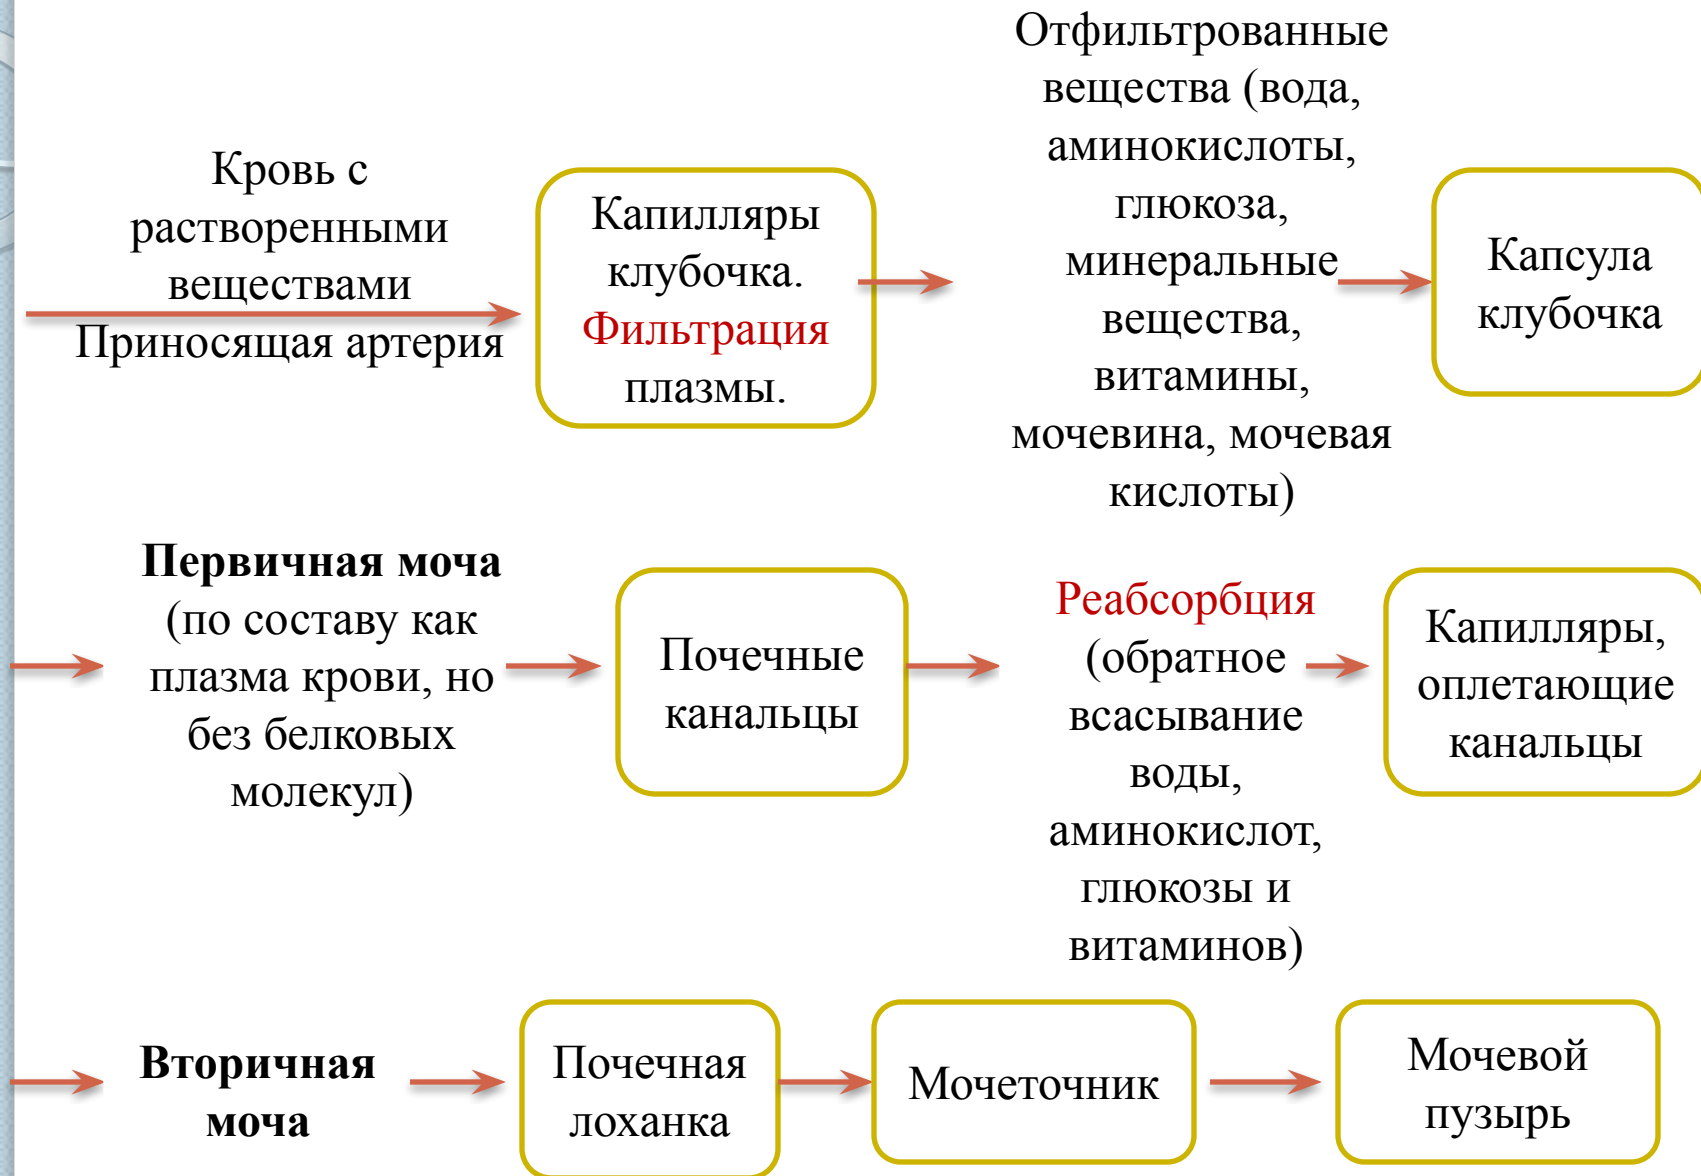 Кровь с
растворенными
веществами
Приносящая артерия
Капилляры
клубочка.
Фильтрация
плазмы.
Отфильтрованные
вещества (вода,
аминокислоты,
глюкоза,
минеральные
вещества,
витамины,
мочевина, мочевая
кислоты)
Капсула
клубочка
Первичная моча
(по составу как
плазма крови, но
без белковых
молекул)
Почечные
канальцы
Реабсорбция
(обратное
всасывание
воды,
аминокислот,
глюкозы и
витаминов)
Капилляры,
оплетающие
канальцы
Вторичная
моча
Почечная
лоханка
Мочеточник
Мочевой
пузырь